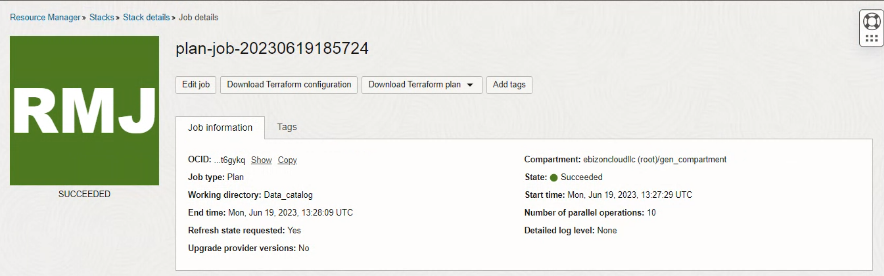 Resource Manager » Stacks » Stack details » Job details
plan-job-20230619185724
RMJ
SUCCEEDED
Edit job Download Terraform configuration Download Terraform plan Add tags
Job information Tags
OCID: ...t6gykq Show Copy
Compartment: ebizoncloudllc (root)/gen_compartment
Job type: Plan
State: Succeeded
Working directory: Data_catalog
Start time: Mon, Jun 19, 2023, 13:27:29 UTC
End time: Mon, Jun 19, 2023, 13:28:09 UTC
Number of parallel operations: 10
Refresh state requested: Yes
Detailed log level: None
Upgrade provider versions: No